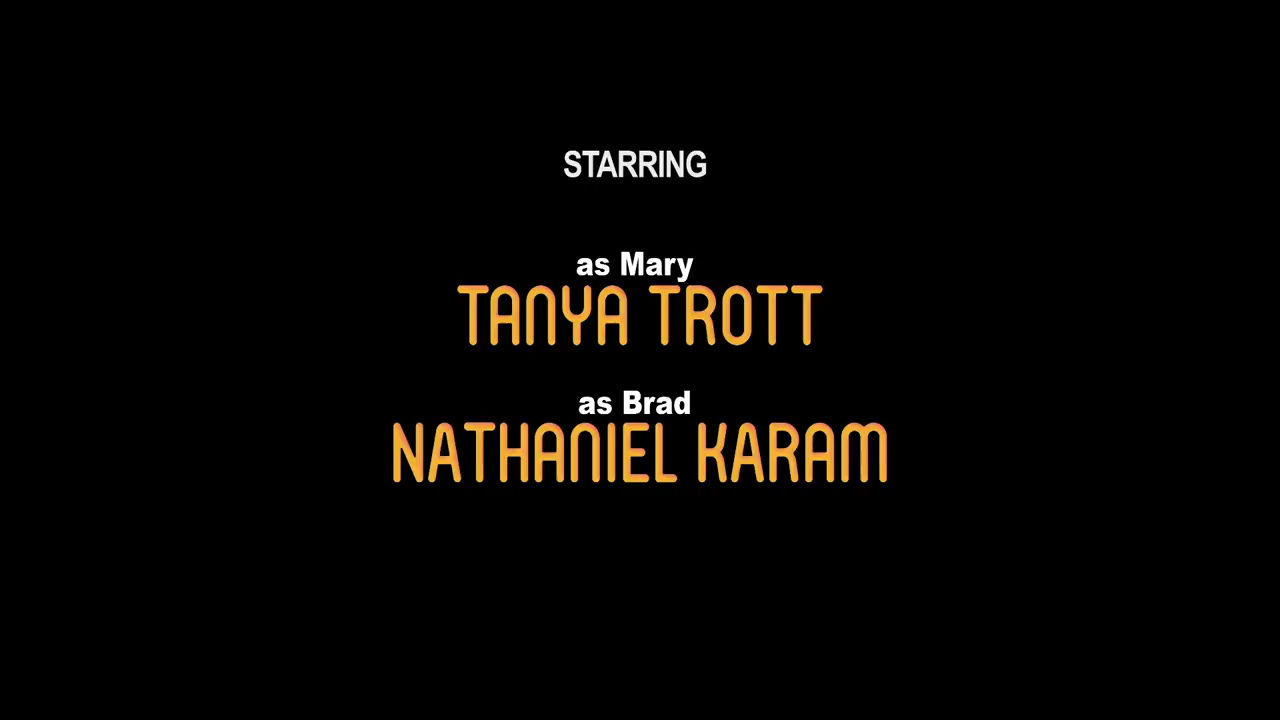 STARRING
as Mary
TANYA TROTT
as Brad
NATHANIEL KARAM